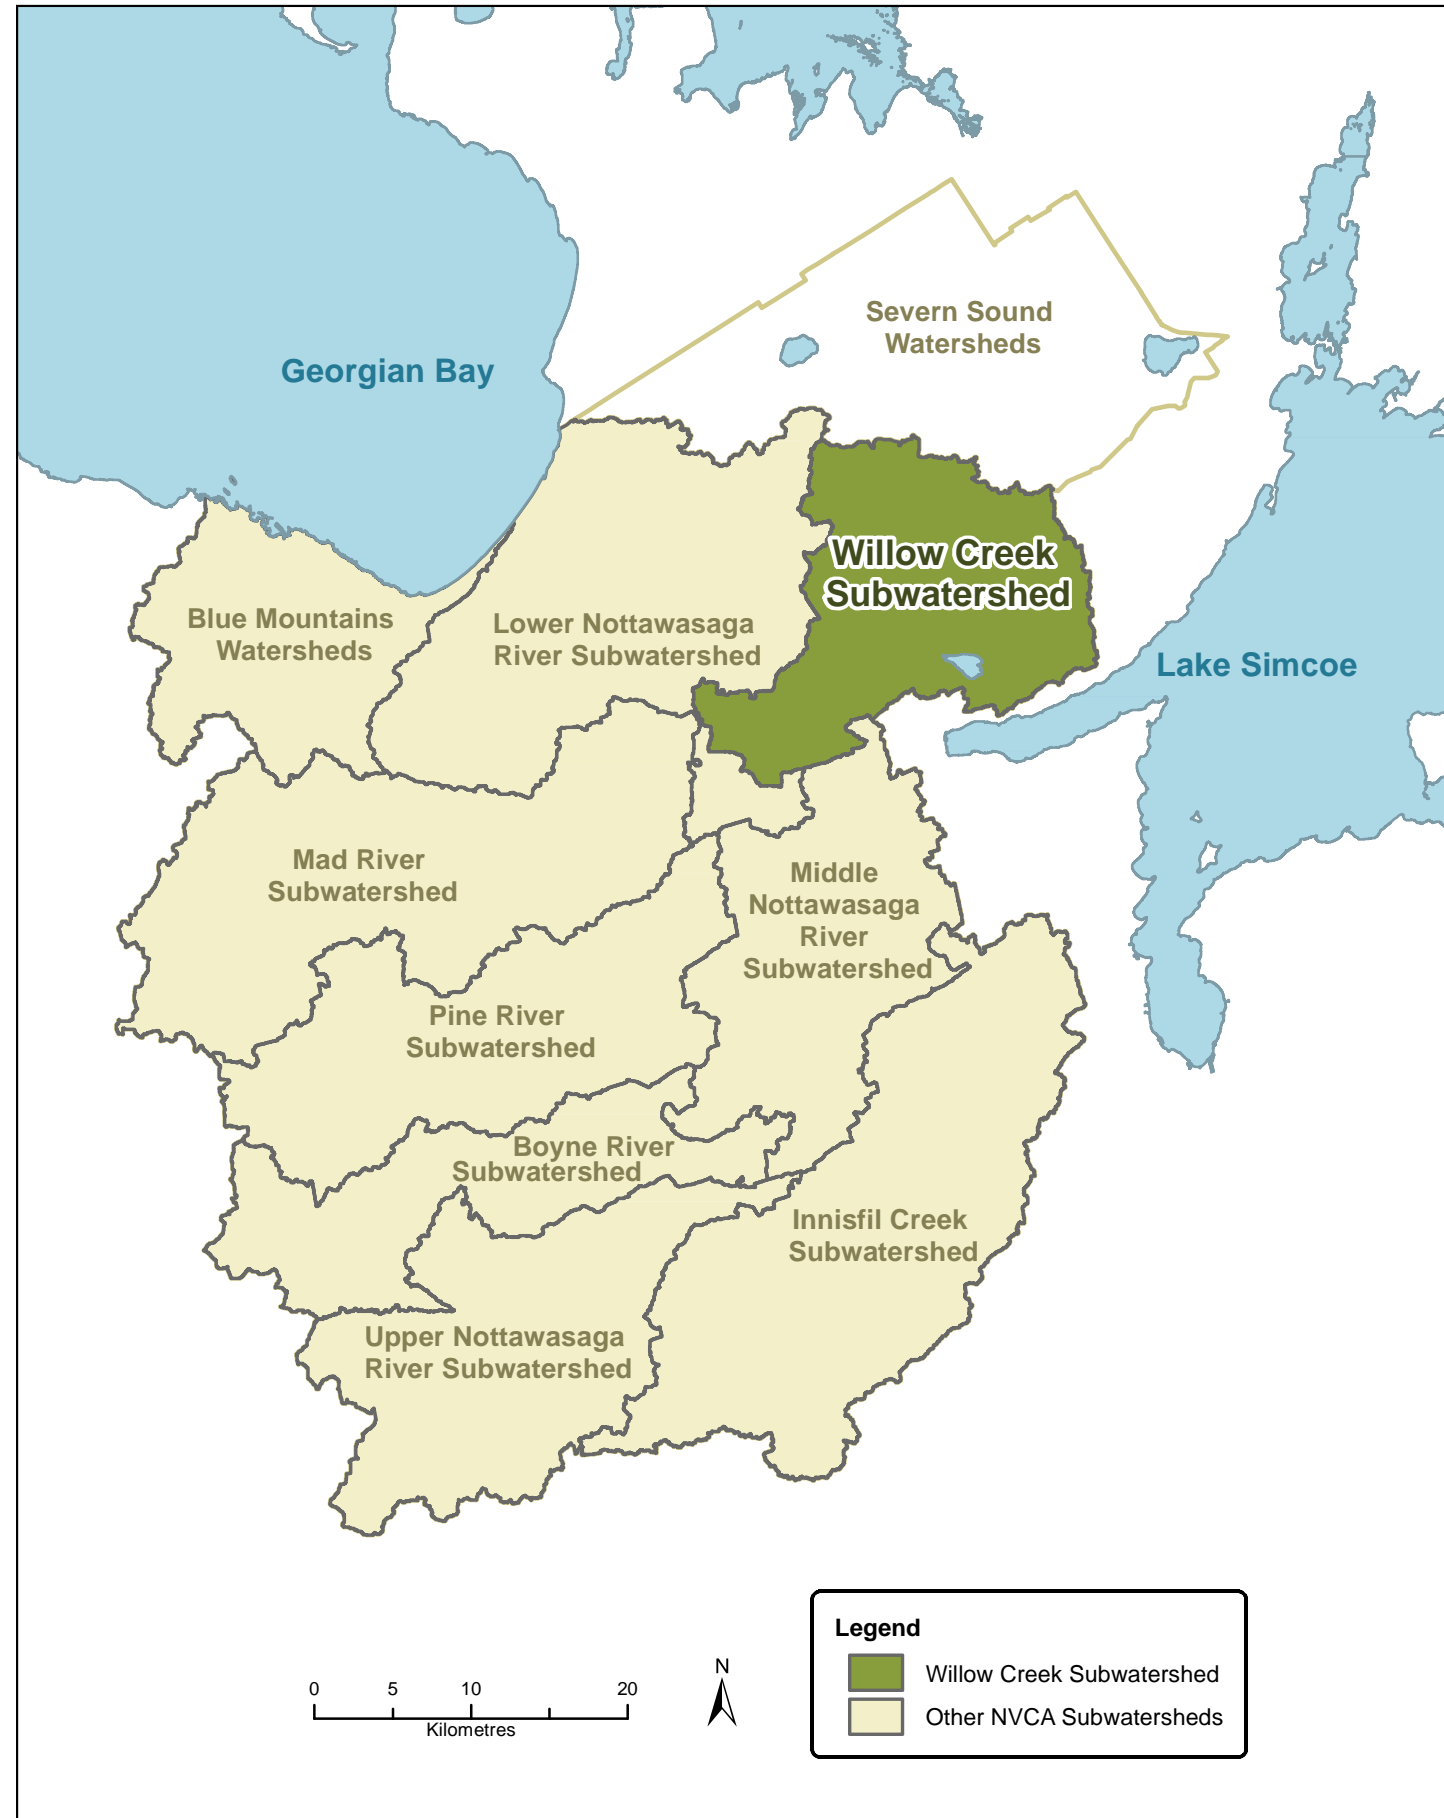 Severn Sound
Watersheds
Georgian Bay
Willow Creek
Subwatershed
Blue Mountains
Watersheds
Lower Nottawasaga
River Subwatershed
Lake Simcoe
Mad River
Subwatershed
Middle
Nottawasaga
River
Subwatershed
Pine River
Subwatershed
Boyne River
Subwatershed
Innisfil Creek
Subwatershed
Upper Nottawasaga
River Subwatershed
Legend
Willow Creek Subwatershed
Other NVCA Subwatersheds
N
0 5 10 20
Kilometres